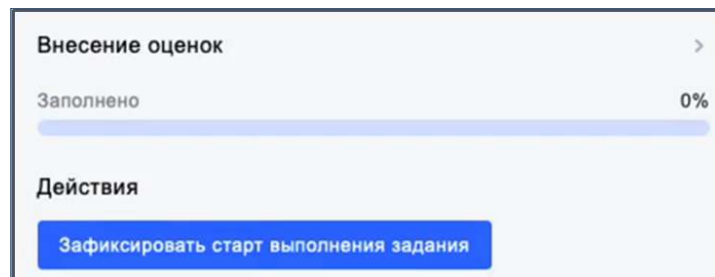 Внесение оценок
Заполнено 0%
Действия
Зафиксировать старт выполнения задания